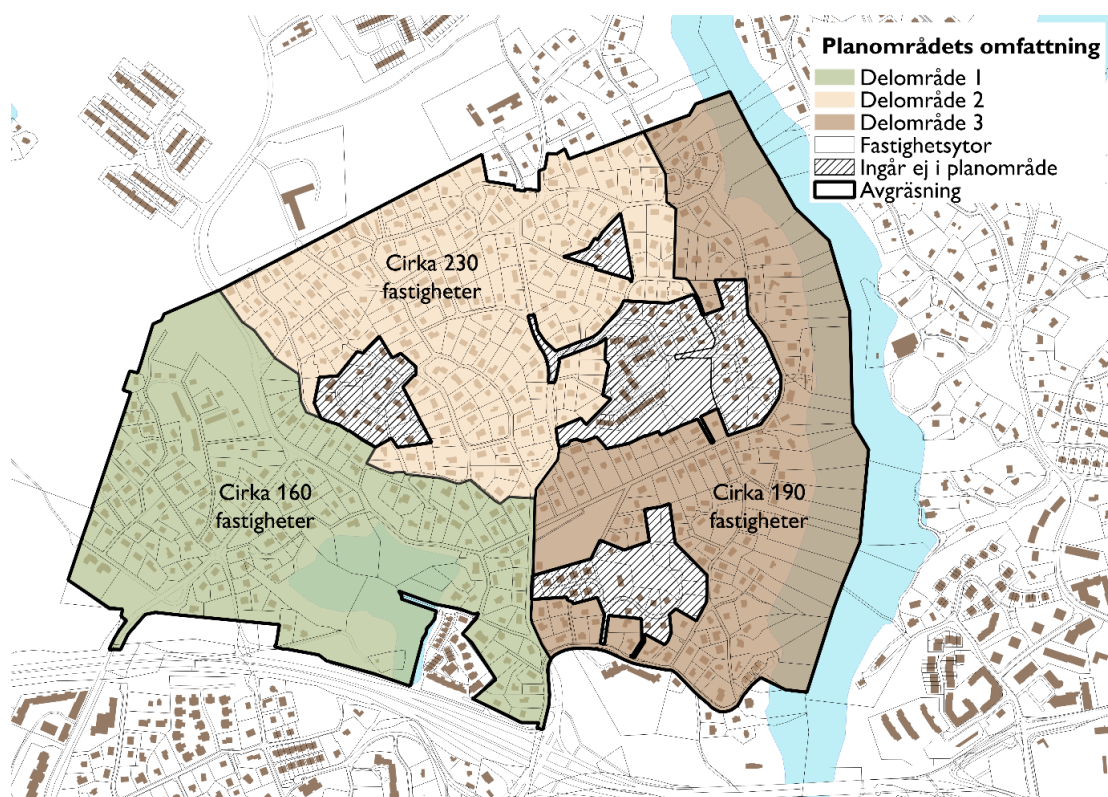 Planområdets omfattning
Delområde 1
Delområde 2
Delområde 3
Fastighetsytor
Ingår ej i planområde
Avgräsning
Cirka 230
fastigheter
Cirka 160
fastigheter
Cirka 190
fastigheter